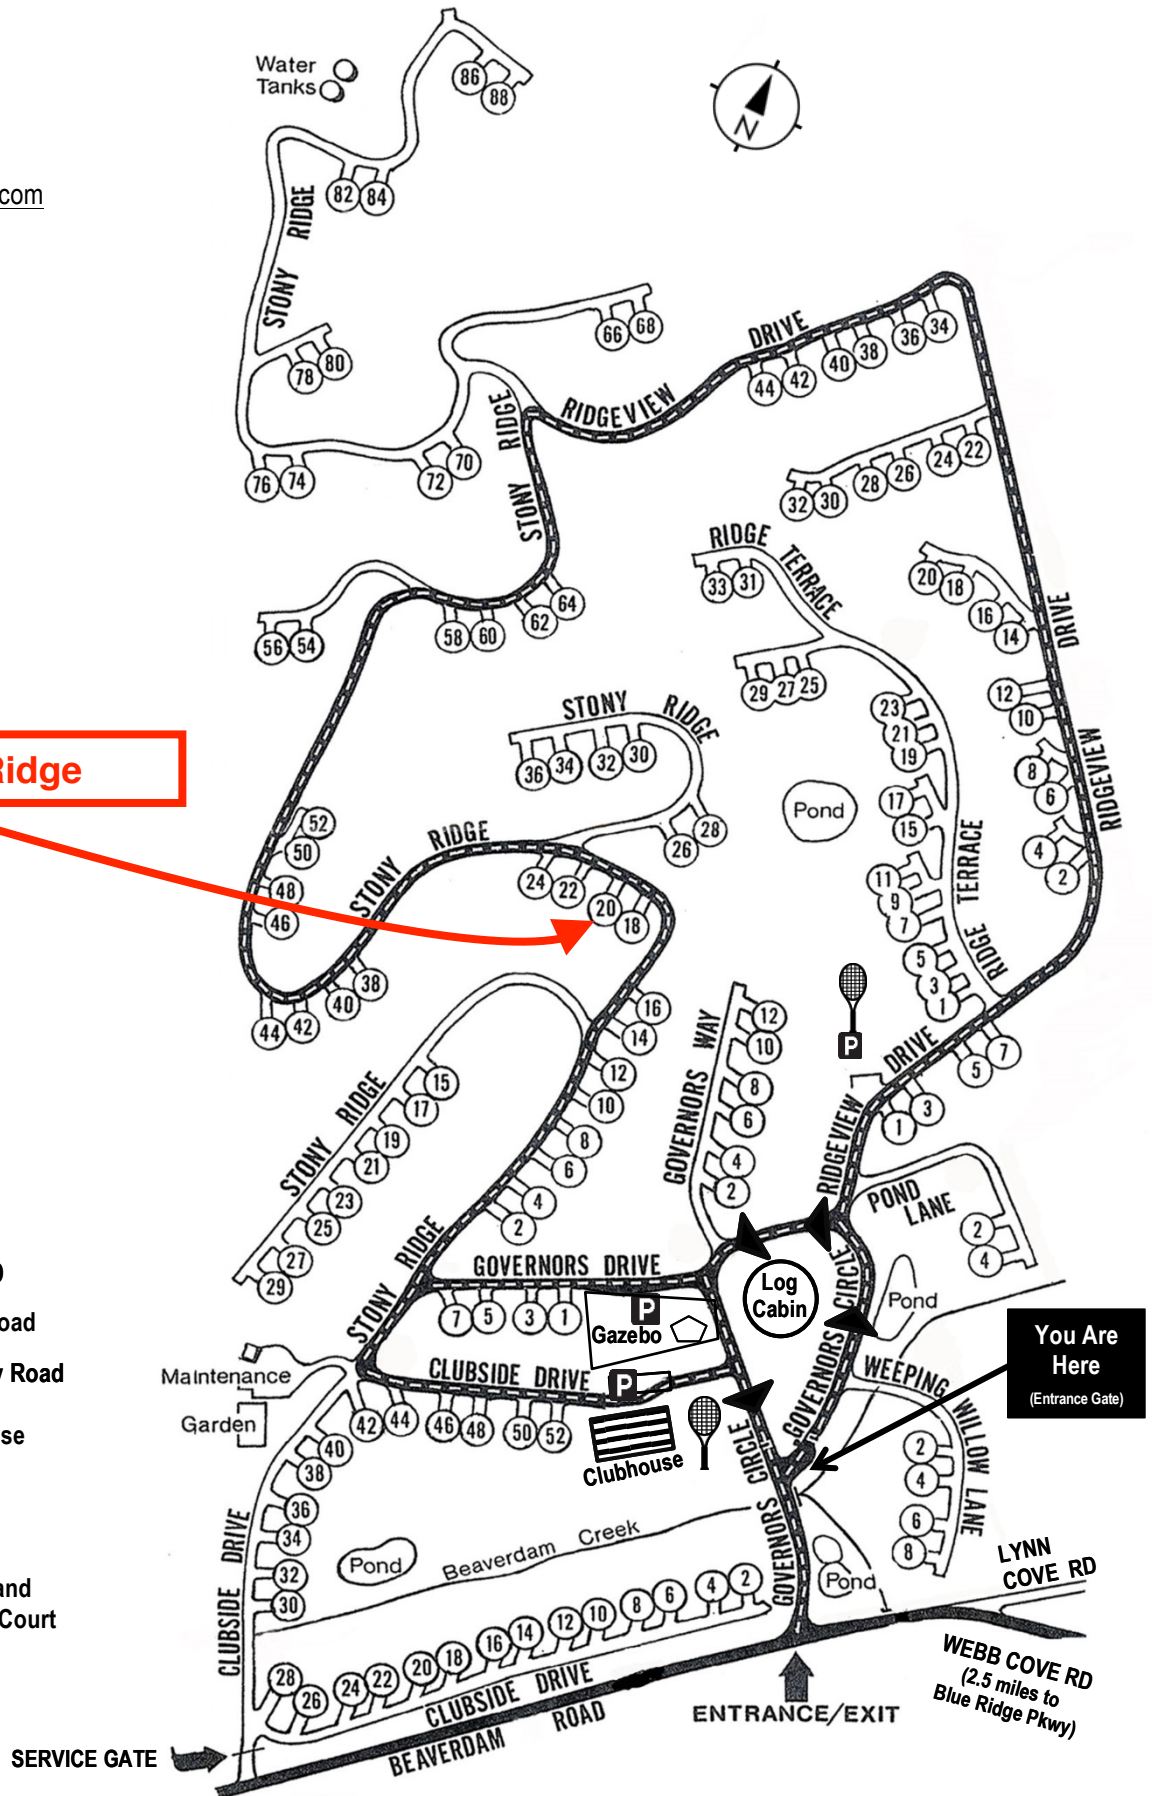 Water
Tanks
86
88
N
82
84
com
STONY RIDGE
66
68
DRIVE
34
36
38
40
42
44
78
80
RIDGEVIEW
STONY RIDGE
70
72
74
76
22
24
26
28
30
32
RIDGE TERRACE
33
31
20
18
16
14
DRIVE
64
62
60
58
56
54
29
27
25
12
10
STONY RIDGE
36
34
32
30
23
21
19
RIDGEVIEW
8
6
Ridge
Pond
17
15
52
50
28
26
4
2
STONY RIDGE
24
22
20
18
48
46
11
9
7
TERRACE
RIDGE
5
3
1
38
40
42
44
16
14
GOVERNORS WAY
12
10
P
DRIVE
7
5
STONY RIDGE
15
17
19
21
23
25
27
29
12
10
8
6
4
2
8
6
4
2
RIDGEVIEW
3
1
POND
LANE
2
4
STONY RIDGE
GOVERNORS DRIVE
7
5
3
1
P
Gazebo
Log
Cabin
GOVERNORS CIRCLE
Pond
oad
Road
You Are
Here
(Entrance Gate)
Maintenance
CLUBSIDE DRIVE
P
WEEPING WILLOW LANE
Garden
42
44
46
48
50
52
Clubhouse
se
GOVERNORS CIRCLE
2
4
6
8
40
38
36
34
32
30
CLUBSIDE DRIVE
Pond
Beaverdam Creek
Pond
LYNN
COVE RD
and
Court
2
4
6
8
10
12
14
16
18
20
22
24
26
28
CLUBSIDE DRIVE
BEAVERDAM ROAD
ENTRANCE/EXIT
WEBB COVE RD
(2.5 miles to
Blue Ridge Pkwy)
SERVICE GATE